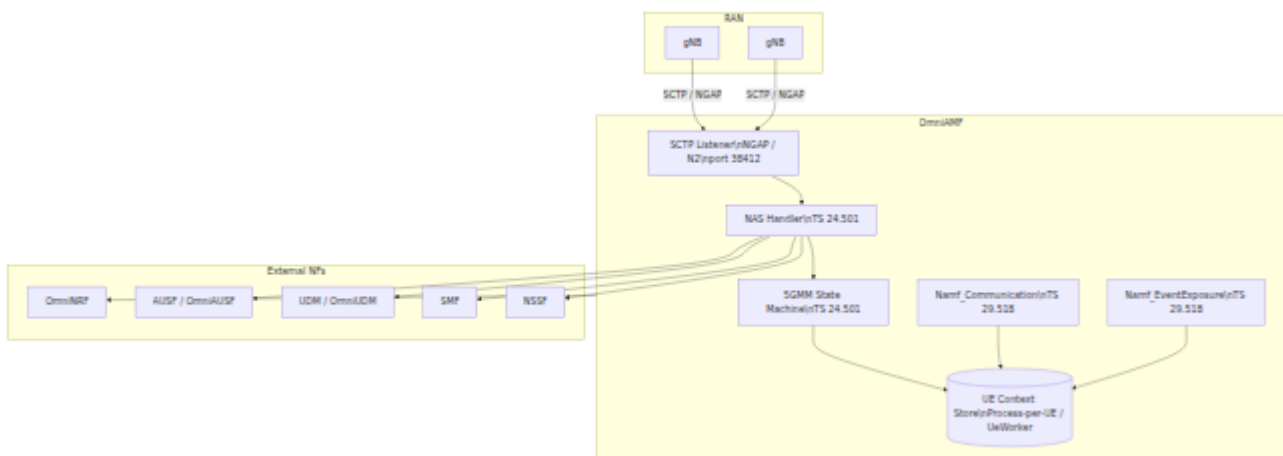 RAN
gNB
gNB
SCTP / NGAP
SCTP / NGAP
OmniAMF
SCTP Listener\nNGAP /
N2\nport 38412
NAS Handler\nTS 24.501
External NFs
OmniNRF
AUSF / OmniAUSF
UDM / OmniUDM
SMF
NSSF
5GMM State
Machine\nTS 24.501
Namf_Communication\nTS
29.518
Namf_EventExposure\nTS
29.518
UE Context
Store\nProcess-per-UE /
UeWorker